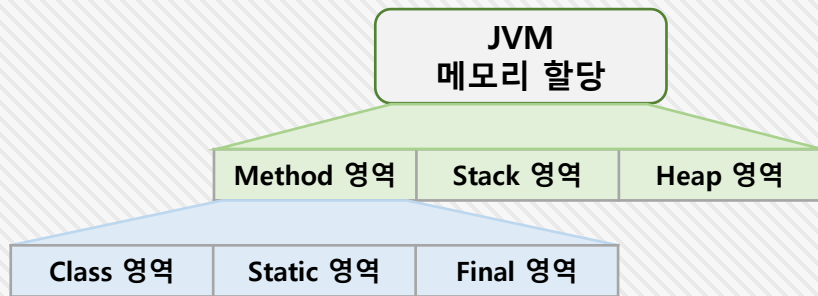 JVM
메모리 할당
Method 영역
Stack 영역
Heap 영역
Class 영역
Static 영역
Final 영역